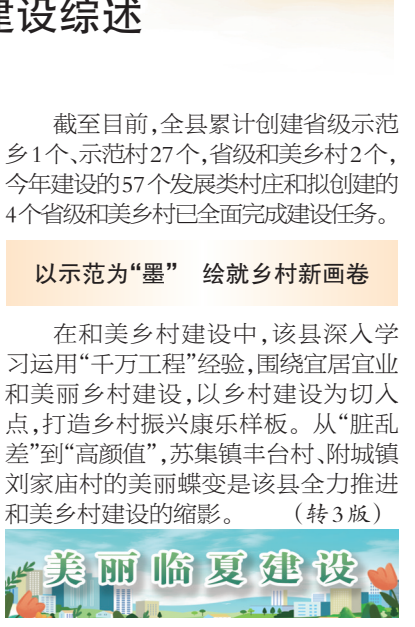 建设综述
截至目前,全县累计创建省级示范
乡1个、示范村27个,省级和美乡村2个,
今年建设的57个发展类村庄和拟创建的
4个省级和美乡村已全面完成建设任务。
以示范为“墨” 绘就乡村新画卷
在和美乡村建设中,该县深入学
习运用“千万工程”经验,围绕宜居宜业
和美丽乡村建设,以乡村建设为切入
点,打造乡村振兴康乐样板。从“脏乱
差”到“高颜值”,苏集镇丰台村、附城镇
刘家庙村的美丽蝶变是该县全力推进
和美乡村建设的缩影。 (转3版)
美丽临夏建设